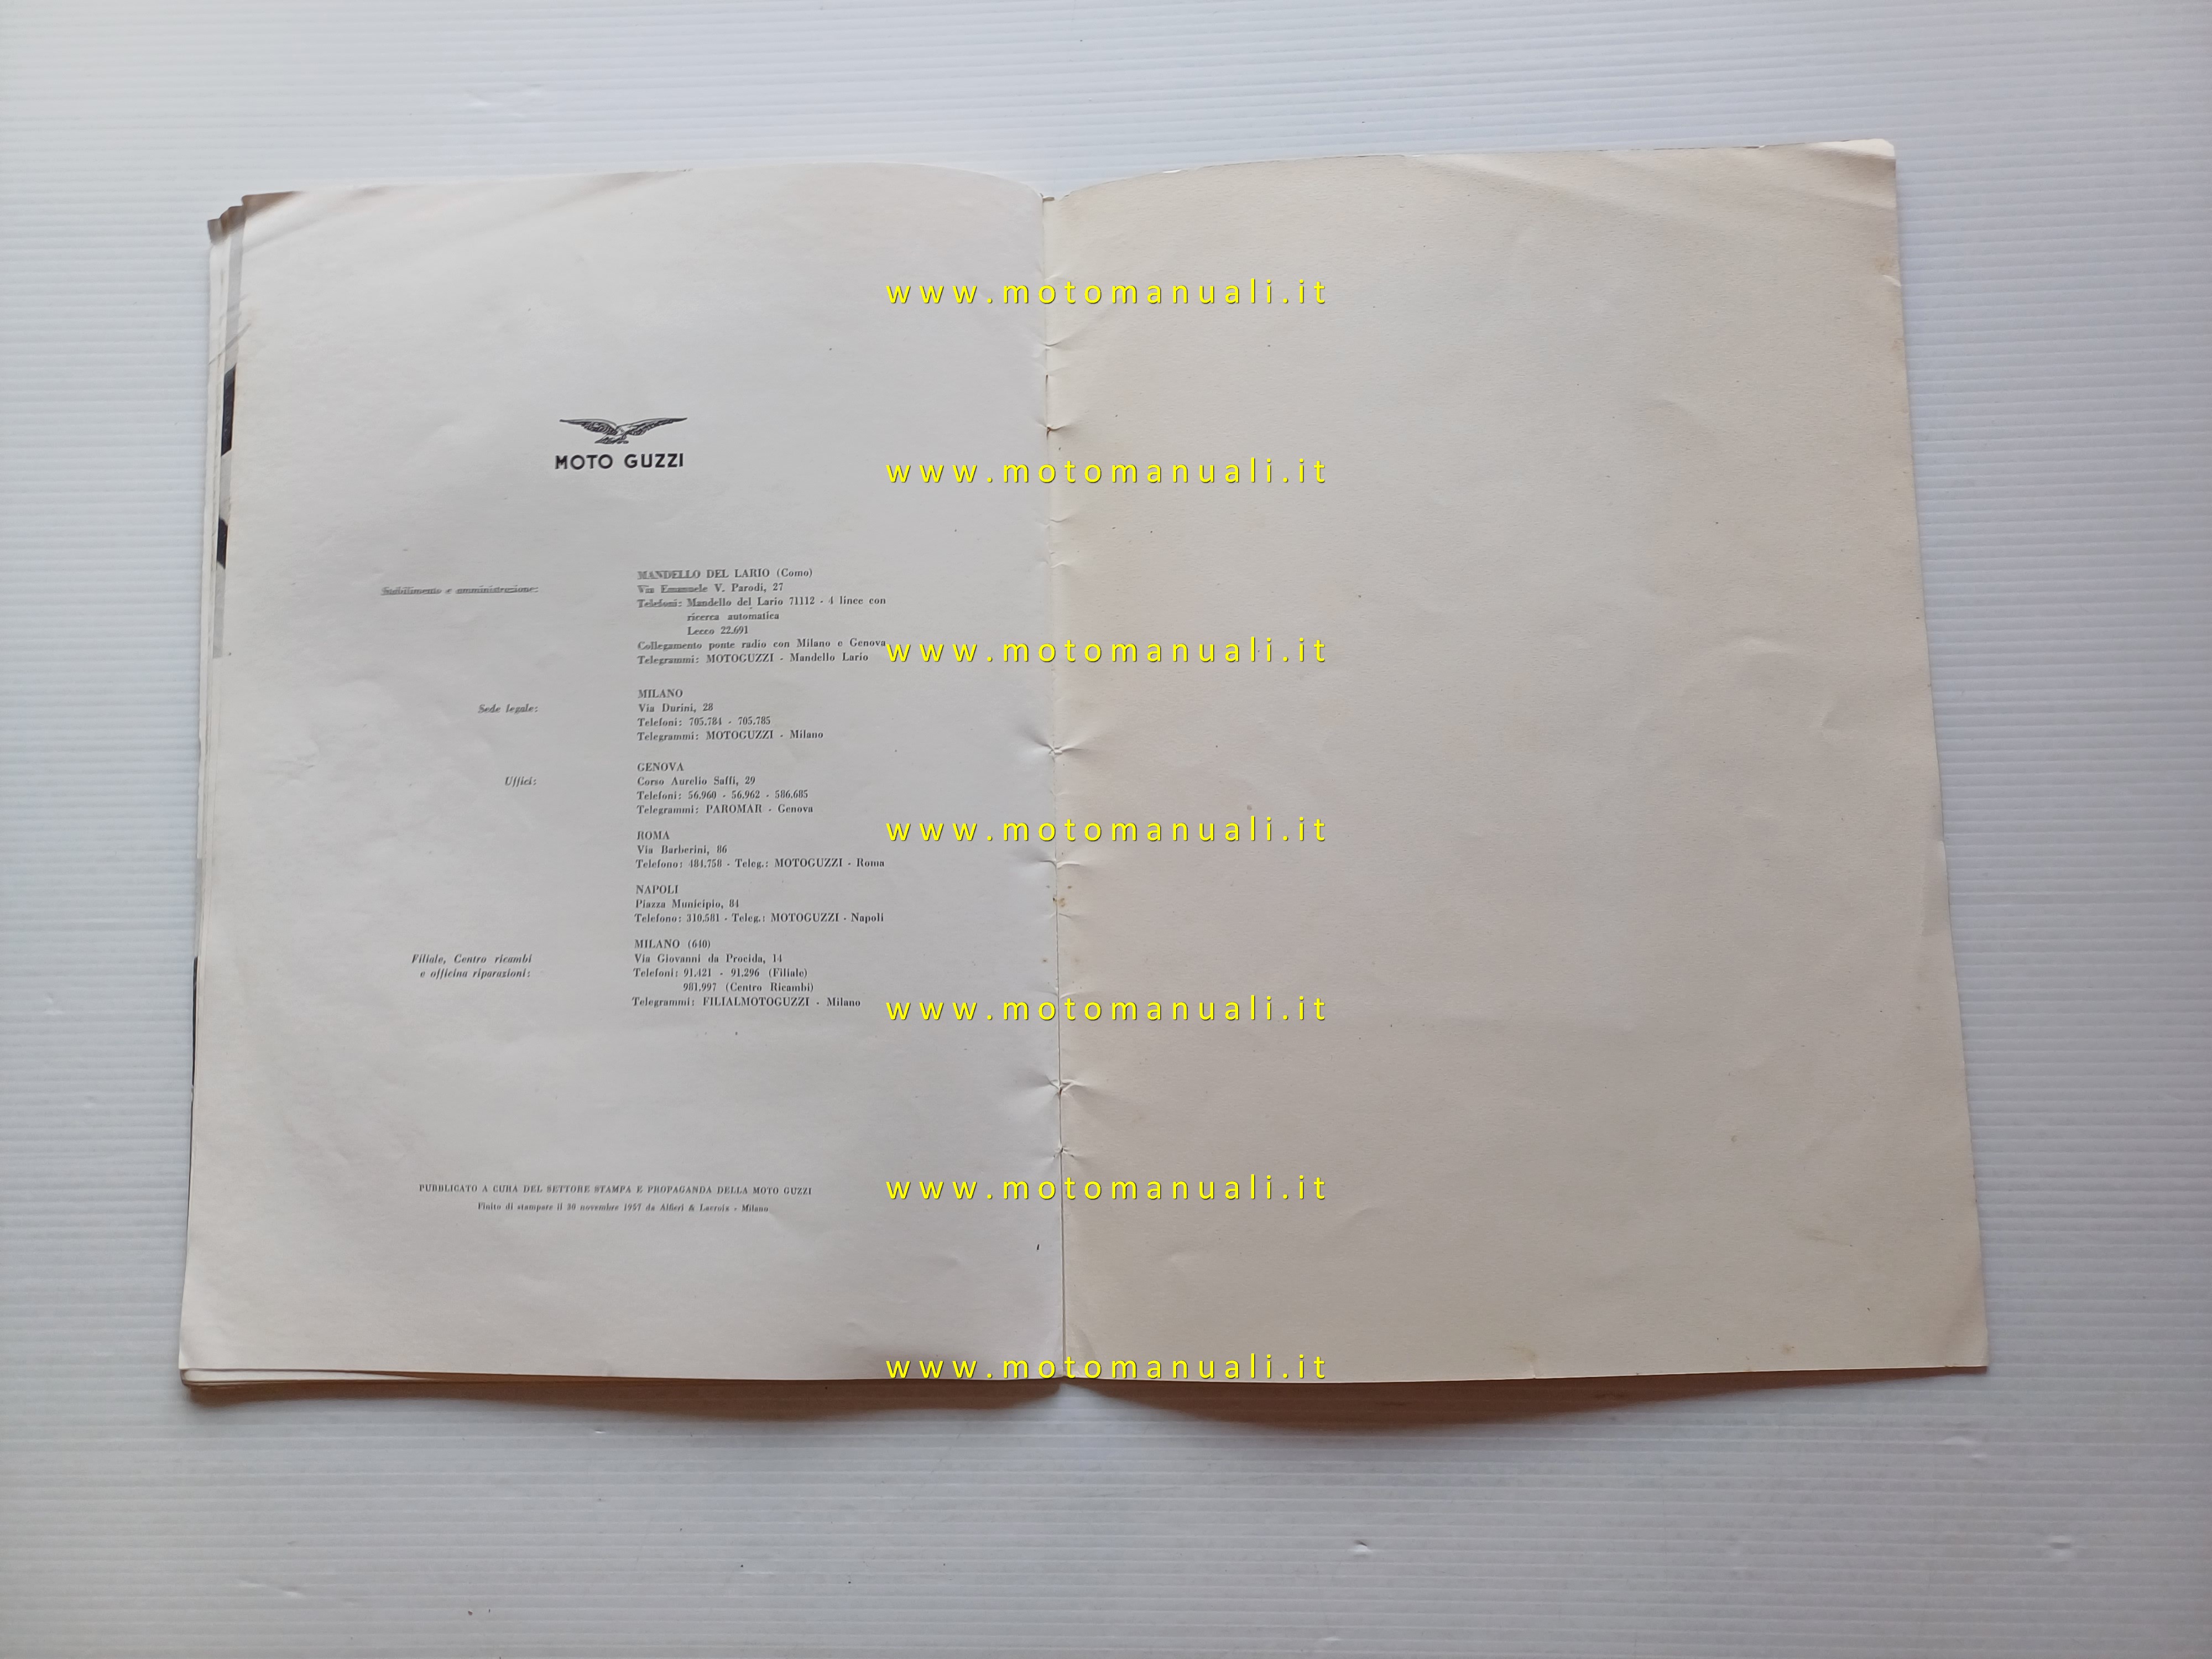 MOTO GUZZI
Stabilimento e amministrazione:
MANDELLO DEL LARIO (Como)
Via Emanuele V. Parodi, 27
Telefoni: Mandello del Lario 71112 - 4 linee con
ricerca automatica
Lecco 22.691
Collegamento ponte radio con Milano e Genova
Telegrammi: MOTOGUZZI - Mandello Lario
Sede legale:
MILANO
Via Durini, 28
Telefoni: 705.784 - 705.785
Telegrammi: MOTOGUZZI - Milano
Uffici:
GENOVA
Corso Aurelio Saffi, 29
Telefoni: 56.960 - 56.962 - 586.685
Telegrammi: PAROMAR - Genova
ROMA
Via Barberini, 86
Telefono: 484.758 - Teleg.: MOTOGUZZI - Roma
NAPOLI
Piazza Municipio, 84
Telefono: 310.581 - Teleg.: MOTOGUZZI - Napoli
Filiale, Centro ricambi
e officina riparazioni:
MILANO (640)
Via Giovanni da Procida, 14
Telefoni: 91.421 - 91.296 (Filiale)
981.997 (Centro Ricambi)
Telegrammi: FILIALMOTOGUZZI - Milano
PUBBLICATO A CURA DEL SETTORE STAMPA E PROPAGANDA DELLA MOTO GUZZI
Finito di stampare il 30 novembre 1957 da Alfieri & Lacroix - Milano
www.motomanuali.it
www.motomanuali.it
www.motomanuali.it
www.motomanuali.it
www.motomanuali.it
www.motomanuali.it
www.motomanuali.it